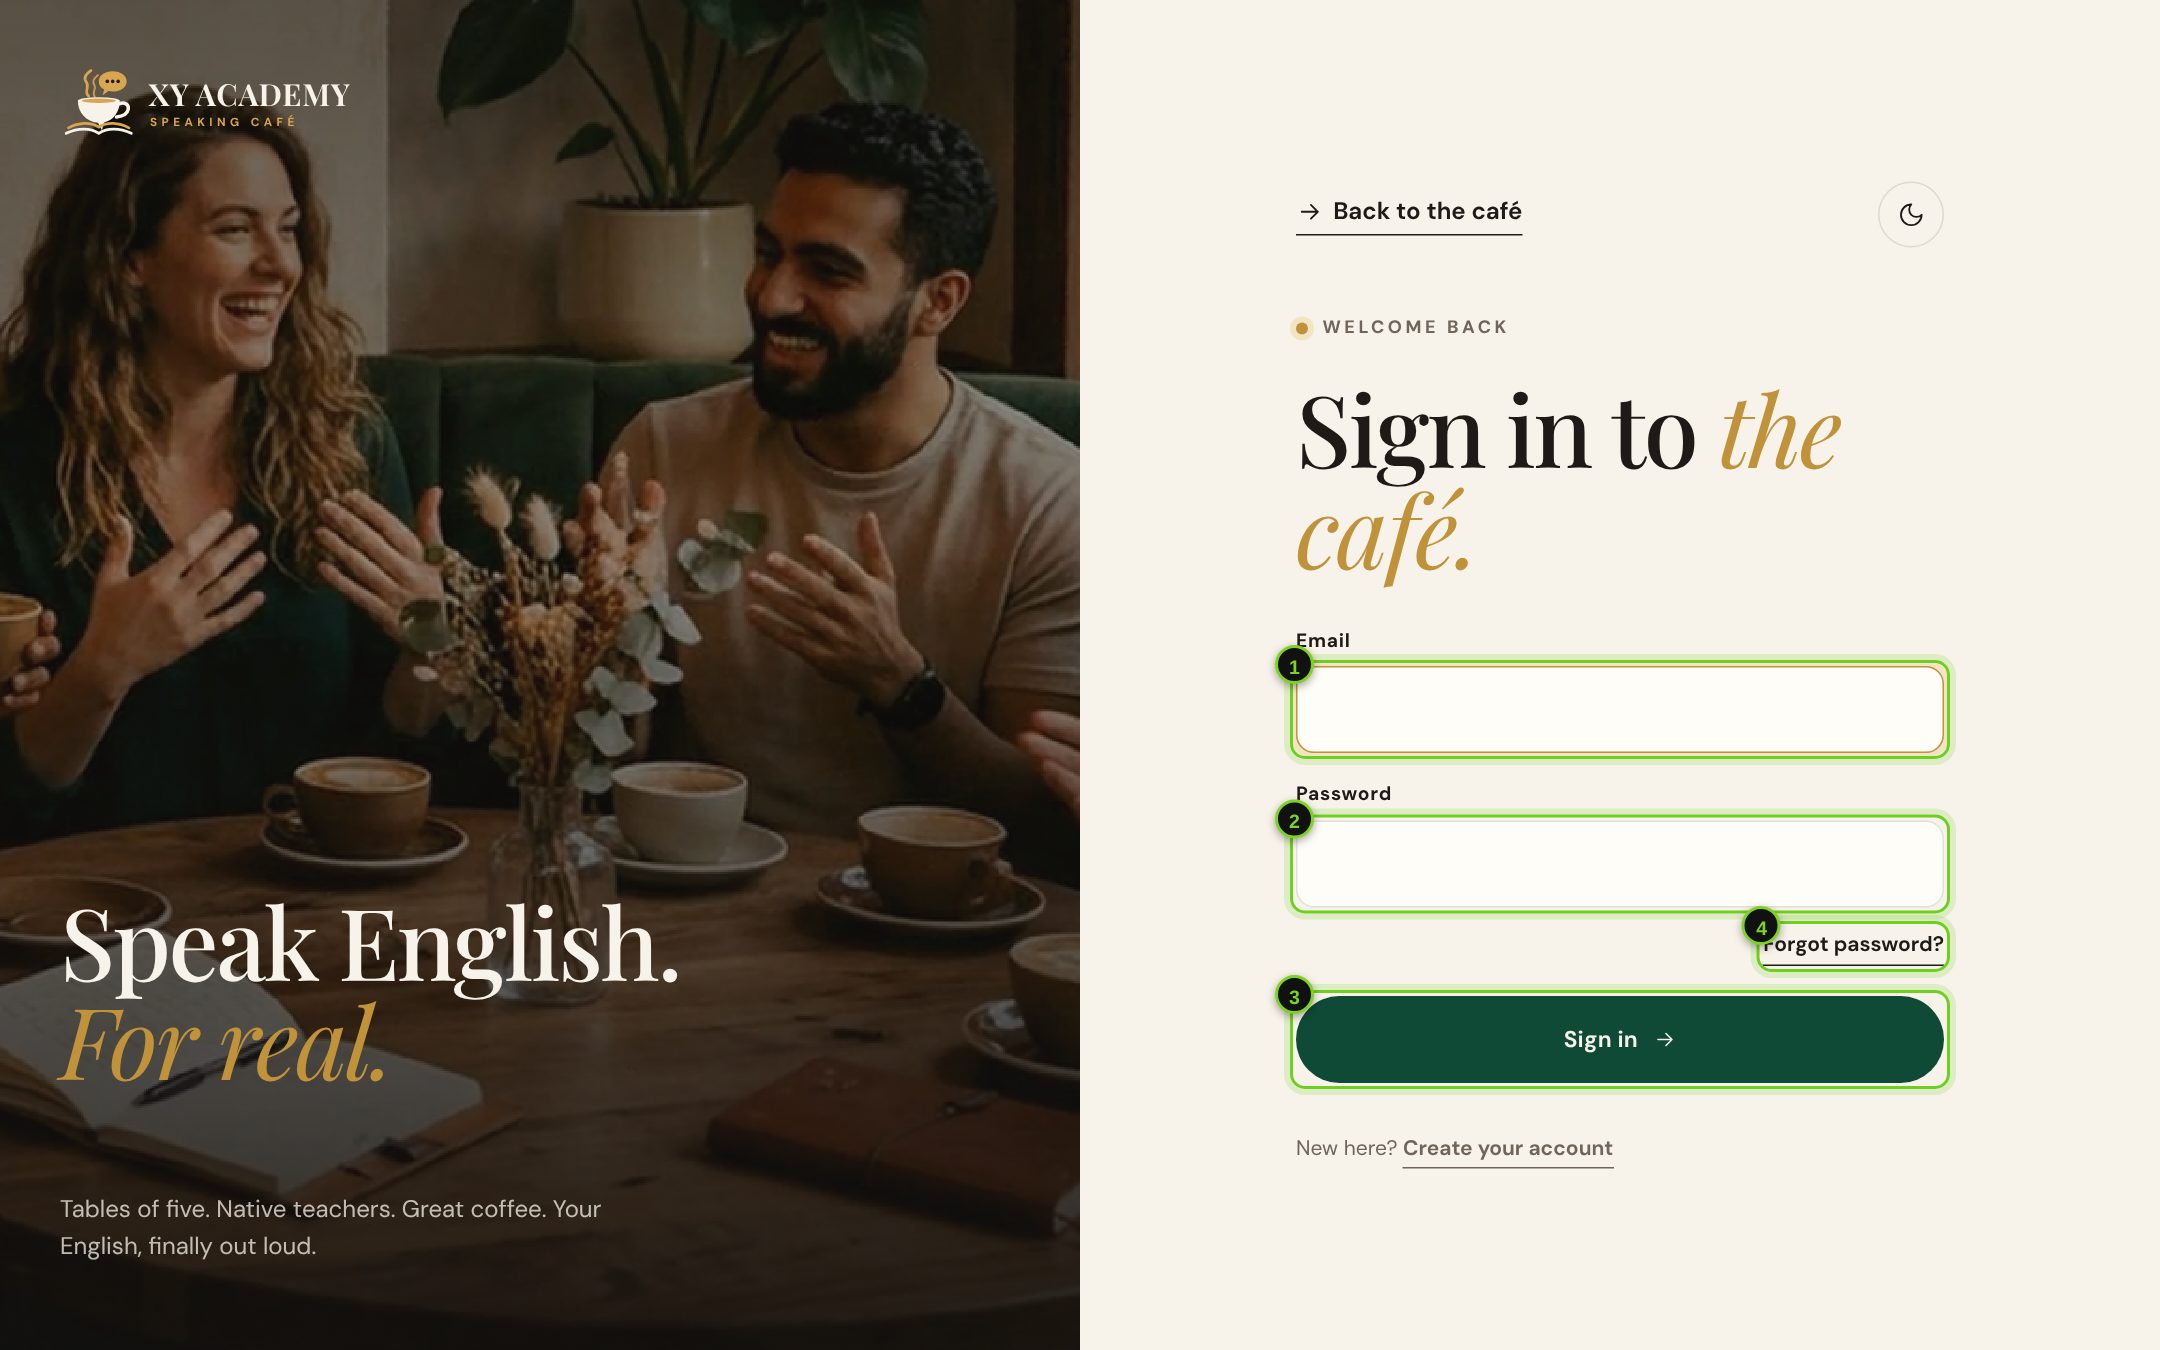 XY ACADEMY
SPEAKING CAFÉ
Speak English.
For real.
Tables of five. Native teachers. Great coffee. Your
English, finally out loud.
→ Back to the café
WELCOME BACK
Sign in to the
café.
Email
1
Password
2
4
Forgot password?
3
Sign in →
New here? Create your account